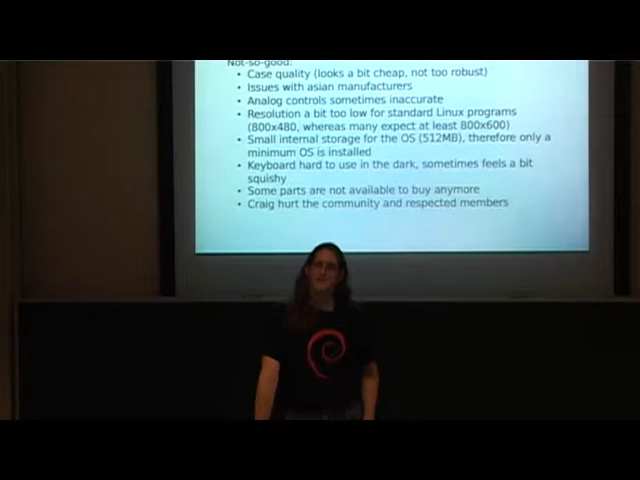 Not-so-good:
• Case quality (looks a bit cheap, not too robust)
• Issues with asian manufacturers
• Analog controls sometimes inaccurate
• Resolution a bit too low for standard Linux programs
(800x480, whereas many expect at least 800x600)
• Small internal storage for the OS (512MB), therefore only a
minimum OS is installed
• Keyboard hard to use in the dark, sometimes feels a bit
squishy
• Some parts are not available to buy anymore
• Craig hurt the community and respected members